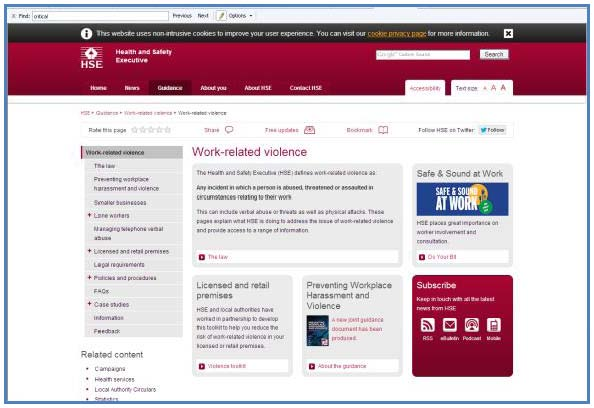 x Find: critical Previous Next Options
This website uses non-intrusive cookies to improve your user experience. You can visit our cookie privacy page for more information.
HSE
Health and Safety
Executive
Google Custom Search Search
Home News Guidance About you About HSE Contact HSE Accessibility Text size: A A A
HSE Guidance Work-related violence Work-related violence
Rate this page Share Free updates Bookmark Follow HSE on Twitter: Follow
Work-related violence
The law
Preventing workplace
harassment and violence
Smaller businesses
+ Lone workers
Managing telephone verbal
abuse
+ Licensed and retail premises
Legal requirements
+ Policies and procedures
FAQs
+ Case studies
Information
Feedback
Related content
Campaigns
Health services
Local Authority Circulars
Statistics
Work-related violence
The Health and Safety Executive (HSE) defines work-related violence as:
Any incident in which a person is abused, threatened or assaulted in
circumstances relating to their work
This can include verbal abuse or threats as well as physical attacks. These
pages explain what HSE is doing to address the issue of work-related violence
and provide access to a range of information.
The law
Safe & Sound at Work
SAFE & SOUND
AT WORK
HSE places great importance on
worker involvement and
consultation.
Do Your Bit
Licensed and retail
premises
HSE and local authorities have
worked in partnership to develop
this toolkit to help you reduce the
risk of work-related violence in your
licensed or retail premises.
Violence toolkit
Preventing Workplace
Harassment and
Violence
A new joint guidance
document has been
produced.
About the guidance
Subscribe
Keep in touch with all the latest
news from HSE
RSS eBulletin Podcast Mobile